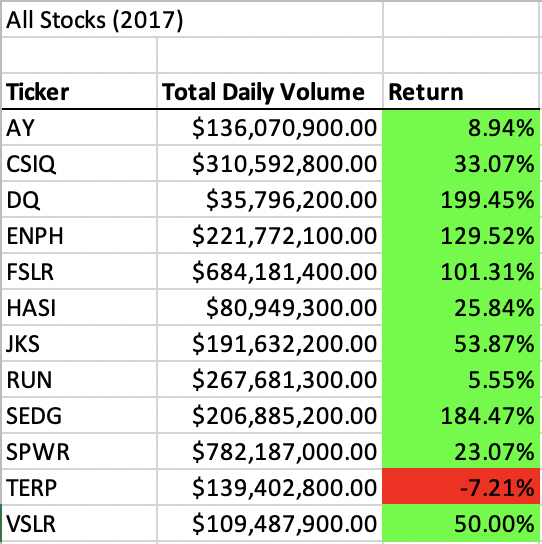 All Stocks (2017)
Ticker Total Daily Volume Return
AY $136,070,900.00 8.94%
CSIQ $310,592,800.00 33.07%
DQ $35,796,200.00 199.45%
ENPH $221,772,100.00 129.52%
FSLR $684,181,400.00 101.31%
HASI $80,949,300.00 25.84%
JKS $191,632,200.00 53.87%
RUN $267,681,300.00 5.55%
SEDG $206,885,200.00 184.47%
SPWR $782,187,000.00 23.07%
TERP $139,402,800.00 -7.21%
VSLR $109,487,900.00 50.00%